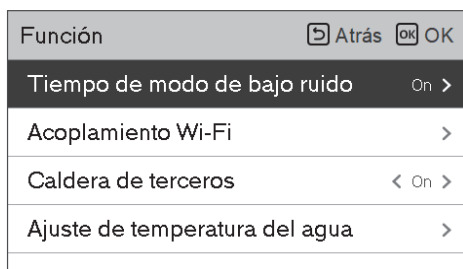 Función Atrás OK OK
Tiempo de modo de bajo ruido On >
Acoplamiento Wi-Fi >
Caldera de terceros < On >
Ajuste de temperatura del agua >